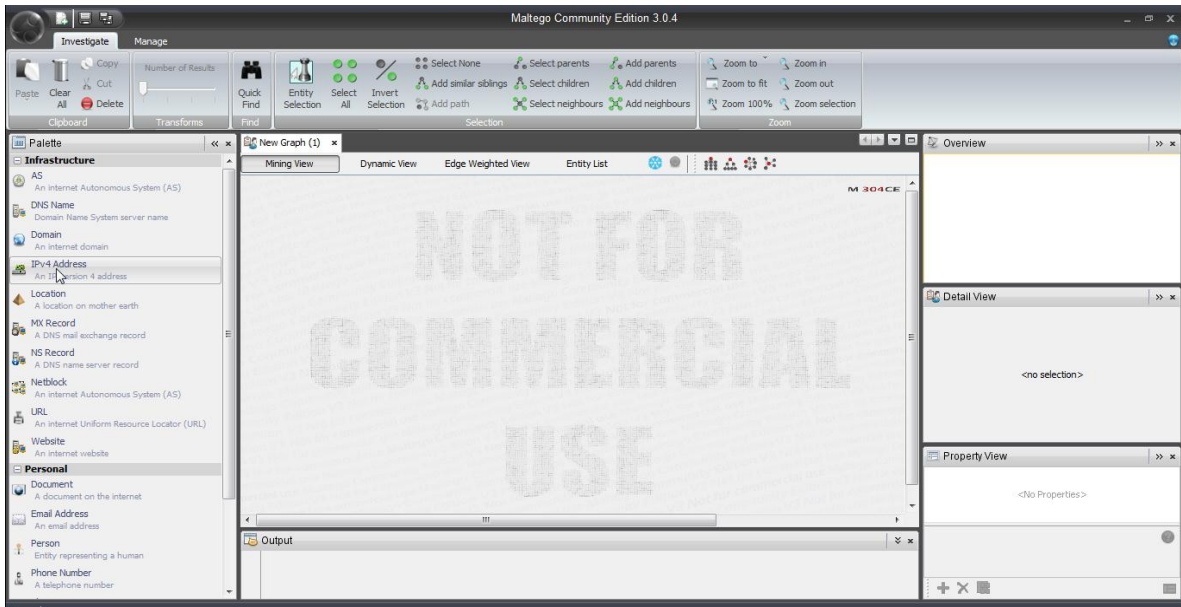 Maltego Community Edition 3.0.4
Investigate Manage
Paste
Clear All
Copy
Cut
Delete
Clipboard
Number of Results
Transforms
Quick Find
Find
Entity Selection
Select All
Invert Selection
Select None
Add similar siblings
Add path
Select parents
Select children
Select neighbours
Add parents
Add children
Add neighbours
Selection
Zoom to
Zoom to fit
Zoom 100%
Zoom in
Zoom out
Zoom selection
Zoom
Palette
Infrastructure
AS
An internet Autonomous System (AS)
DNS Name
Domain Name System server name
Domain
An internet domain
IPv4 Address
An IP version 4 address
Location
A location on mother earth
MX Record
A DNS mail exchange record
NS Record
A DNS name server record
Netblock
An internet Autonomous System (AS)
URL
An internet Uniform Resource Locator (URL)
Website
An internet website
Personal
Document
A document on the internet
Email Address
An email address
Person
Entity representing a human
Phone Number
A telephone number
New Graph (1)
Mining View Dynamic View Edge Weighted View Entity List
M 304CE
NOT FOR
COMMERCIAL
USE
Output
Overview
Detail View
<no selection>
Property View
<No Properties>